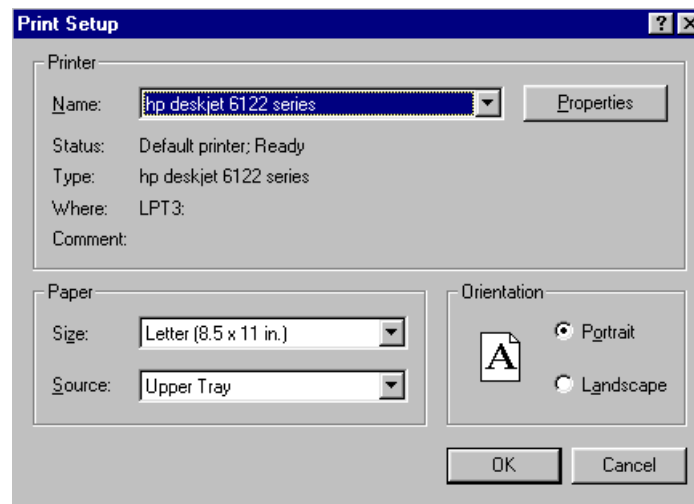 Print Setup
Printer
Name: hp deskjet 6122 series Properties
Status: Default printer; Ready
Type: hp deskjet 6122 series
Where: LPT3:
Comment:
Paper
Size: Letter (8.5 x 11 in.)
Source: Upper Tray
Orientation
A
Portrait
Landscape
OK Cancel